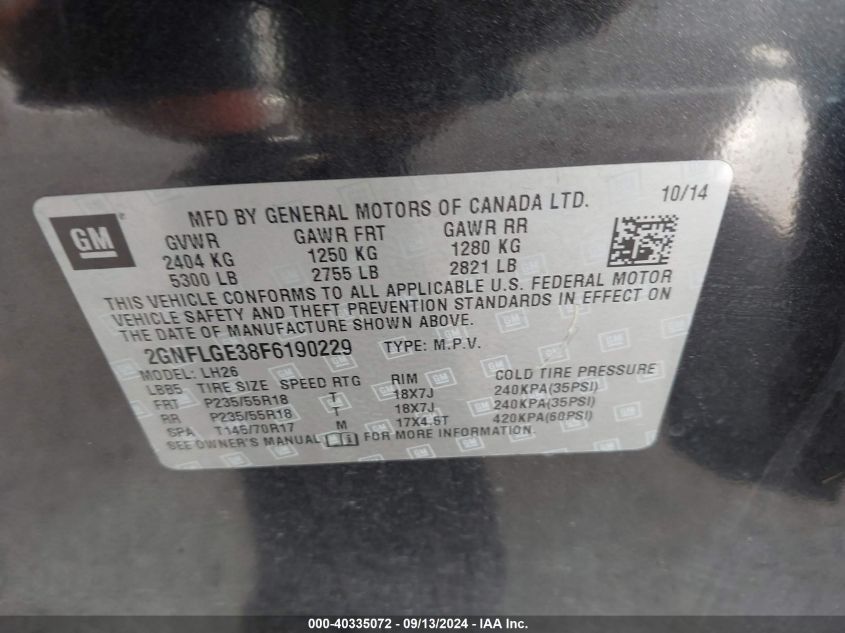 GM
MFD BY GENERAL MOTORS OF CANADA LTD.
10/14
GVWR GAWR FRT GAWR RR
2404 KG 1250 KG 1280 KG
5300 LB 2755 LB 2821 LB
THIS VEHICLE CONFORMS TO ALL APPLICABLE U.S. FEDERAL MOTOR
VEHICLE SAFETY AND THEFT PREVENTION STANDARDS IN EFFECT ON
THE DATE OF MANUFACTURE SHOWN ABOVE.
2GNFLGE38F6190229 TYPE: M.P.V.
MODEL: LH26
LBB5 TIRE SIZE SPEED RTG RIM COLD TIRE PRESSURE
FRT P235/55R18 T 18X7J 240KPA(35PSI)
RR P235/55R18 T 18X7J 240KPA(35PSI)
SPA T145/70R17 M 17X4.5T 420KPA(60PSI)
SEE OWNER'S MANUAL FOR MORE INFORMATION.
000-40335072 - 09/13/2024 - IAA Inc.